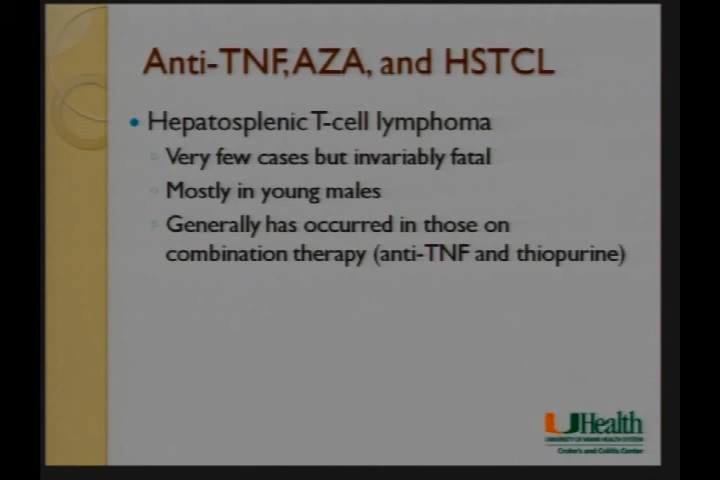 Anti-TNF, AZA, and HSTCL
Hepatosplenic T-cell lymphoma
Very few cases but invariably fatal
Mostly in young males
Generally has occurred in those on
combination therapy (anti-TNF and thiopurine)
UHealth
UNIVERSITY OF MIAMI HEALTH SYSTEM
Crohn's and Colitis Center